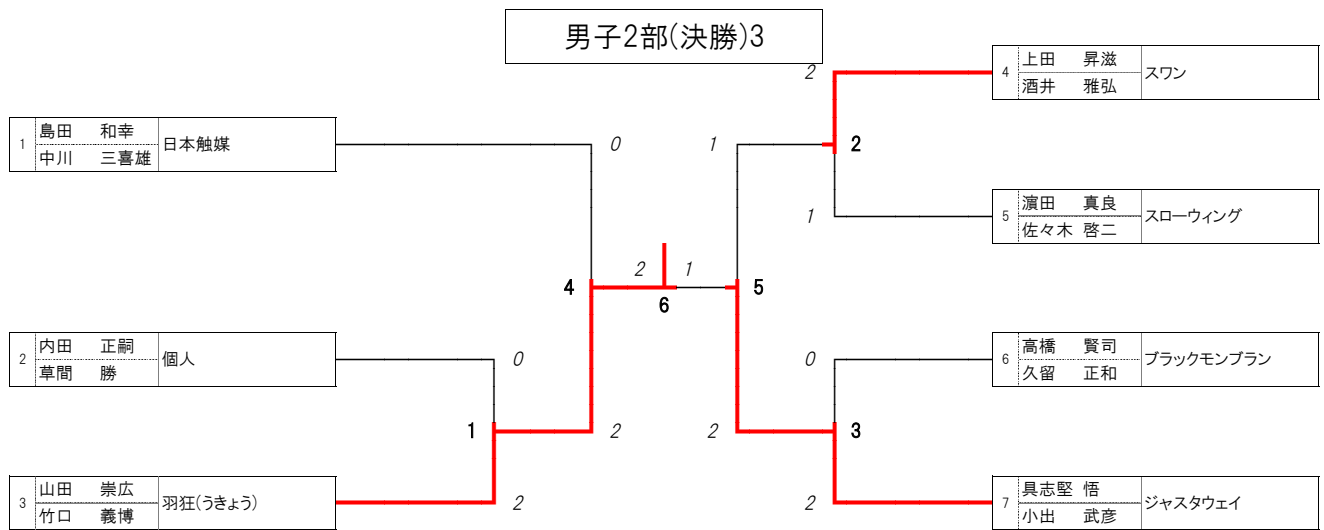 男子2部(決勝)3
1
島田 和幸
中川 三喜雄
日本触媒
2
内田 正嗣
草間 勝
個人
3
山田 崇広
竹口 義博
羽狂(うきょう)
0
4
0
1
2
2
2
6
1
2
1
2
1
5
0
2
3
2
4
上田 昇滋
酒井 雅弘
スワン
5
濵田 真良
佐々木 啓二
スローウィング
6
高橋 賢司
久留 正和
ブラックモンブラン
7
具志堅 悟
小出 武彦
ジャスタウェイ